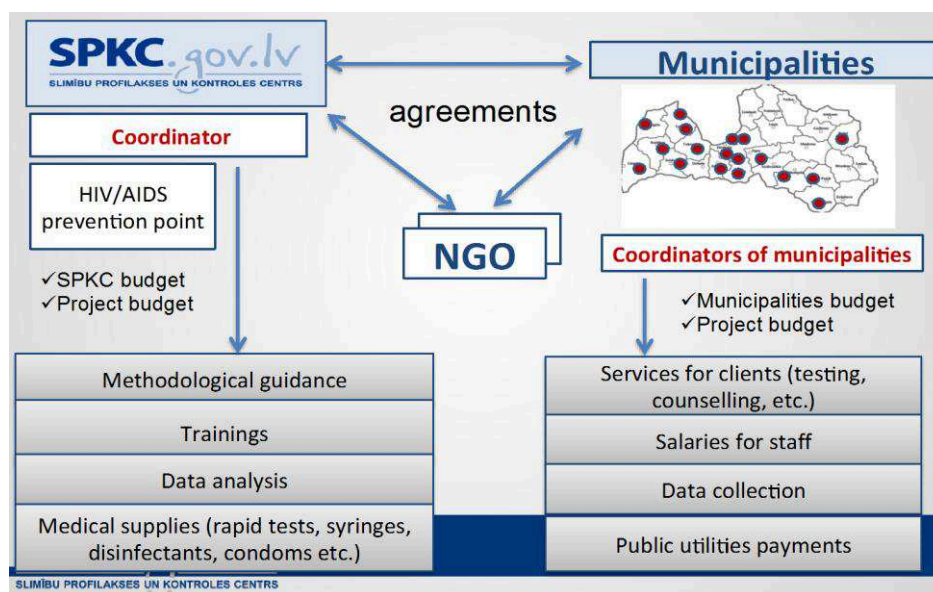 SPKC.gov.lv
SLIMĪBU PROFILAKSES UN KONTROLES CENTRS
Municipalities
agreements
Coordinator
HIV/AIDS
prevention point
✓SPKC budget
✓Project budget
NGO
Coordinators of municipalities
✓Municipalities budget
✓Project budget
Methodological guidance
Trainings
Data analysis
Medical supplies (rapid tests, syringes,
disinfectants, condoms etc.)
Services for clients (testing,
counselling, etc.)
Salaries for staff
Data collection
Public utilities payments
SLIMĪBU PROFILAKSES UN KONTROLES CENTRS